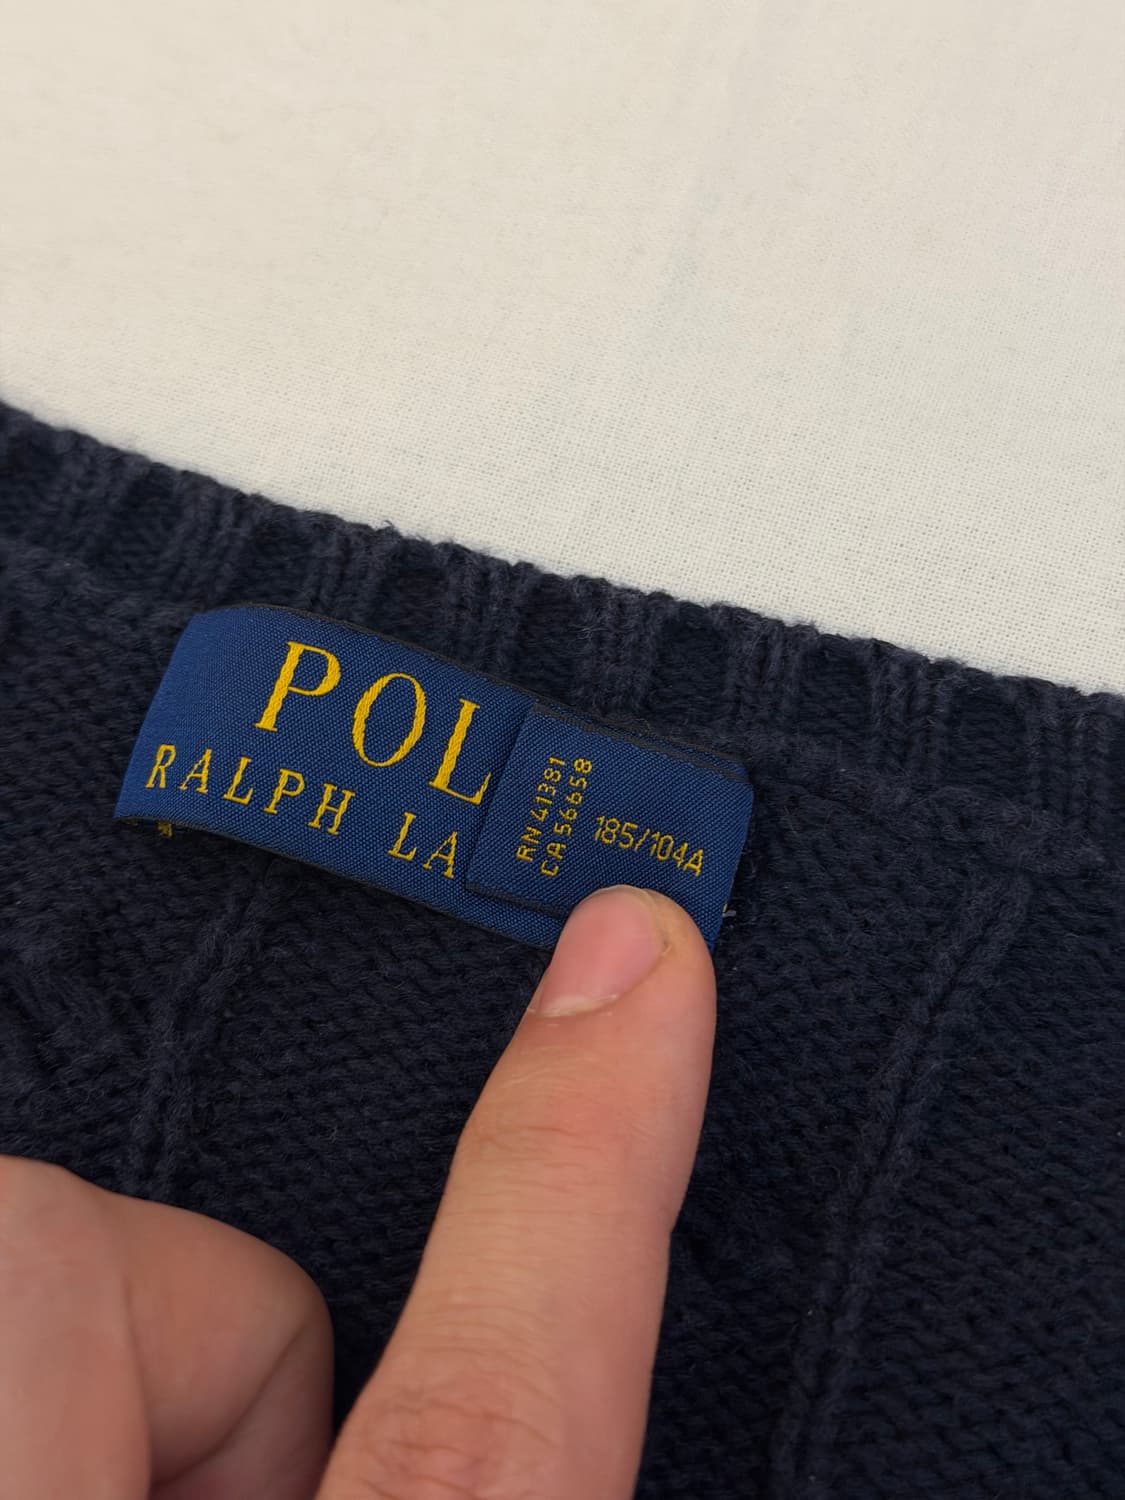 POL
RALPH LA
RN 41381
CA 56658
185/104A